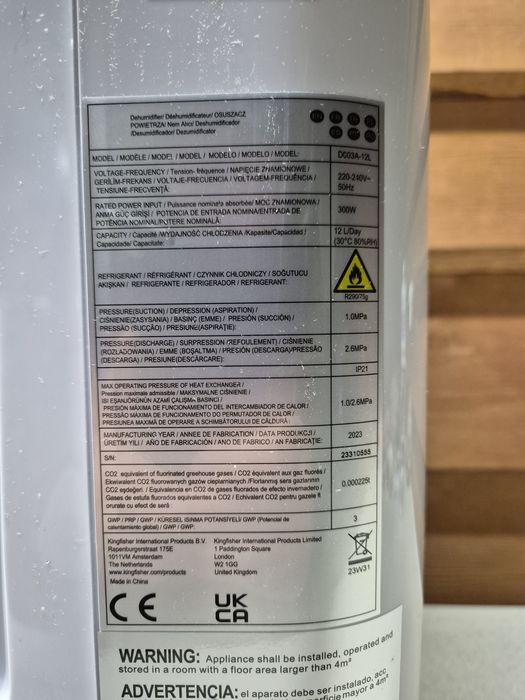 Dehumidifier/ Déshumidificateur/ OSUSZACZ
POWIETRZA/ Nem Alıcı/ Deshumidificador
/Desumidificador/ Dezumidificator
MODEL / MODÈLE / MODEL / MODEL / MODELO / MODELO / MODEL:
DG03A-12L
VOLTAGE-FREQUENCY / Tension- fréquence / NAPIĘCIE ZNAMIONOWE /
GERİLİM-FREKANS / VOLTAJE-FRECUENCIA / VOLTAGEM-FREQUÊNCIA /
TENSIUNE-FRECVENȚĂ:
220-240V~
50Hz
RATED POWER INPUT / Puissance nominale absorbée/ MOC ZNAMIONOWA /
ANMA GÜÇ GİRİŞİ / POTENCIA DE ENTRADA NOMINAL/ENTRADA DE
POTÊNCIA NOMINAL/PUTERE NOMINALĂ:
300W
CAPACITY / Capacité /WYDAJNOŚĆ CHŁODZENIA /Kapasite/Capacidad /
Capacidade/ Capacitate:
12 L/Day
(30°C 80%RH)
REFRIGERANT / RÉFRIGÉRANT / CZYNNIK CHŁODNICZY / SOĞUTUCU
AKIŞKAN / REFRIGERANTE / REFRIGERADOR / REFRIGERANT:
R290/75g
PRESSURE(SUCTION) / DEPRESSION (ASPIRATION) /
CIŚNIENIE(ZASYSANIA) / BASINÇ (EMME) / PRESIÓN (SUCCIÓN) /
PRESSÃO (SUCÇÃO) / PRESIUNE(ASPIRAȚIE):
1.0MPa
PRESSURE(DISCHARGE) / SURPRESSION /REFOULEMENT) / CIŚNIENIE
(ROZŁADOWANIA) / EMME (BOŞALTMA) / PRESIÓN (DESCARGA)/PRESSÃO
(DESCARGA) / PRESIUNE(DESCĂRCARE):
2.6MPa
IP21
MAX OPERATING PRESSURE OF HEAT EXCHANGER /
Pression maximale admissible / MAKSYMALNE CIŚNIENIE /
ISI EŞANJÖRÜNÜN AZAMİ ÇALIŞMA BASINCI /
PRESIÓN MÁXIMA DE FUNCIONAMIENTO DEL INTERCAMBIADOR DE CALOR /
PRESSÃO MÁXIMA DE FUNCIONAMENTO DO PERMUTADOR DE CALOR /
PRESIUNEA MAXIMĂ DE OPERARE A SCHIMBĂTORULUI DE CĂLDURĂ :
1.0/2.6MPa
MANUFACTURING YEAR / ANNEE DE FABRICATION / DATA PRODUKCJI /
ÜRETİM YILI / AÑO DE FABRICACIÓN / ANO DE FABRICO / AN FABRICAȚIE:
2023
S/N:
23310555
CO2 equivalent of fluorinated greenhouse gases / CO2 équivalent aux gaz fluorés /
Ekwiwalent CO2 fluorowanych gazów cieplarnianych /Florlanmış sera gazlarının
CO2 eşdeğeri / Equivalencia en CO2 de gases fluorados de efecto invernadero /
Gases de estufa fluorados equivalentes a CO2 / Echivalent CO2 pentru gazele fl
orurate cu efect de seră :
0.000225t
GWP / PRP / GWP / KÜRESEL ISINMA POTANSİYELİ/ GWP (Potencial de
calentamiento global) / GWP / GWP:
3
Kingfisher International Products B.V.
Rapenburgerstraat 175E
1011VM Amsterdam
The Netherlands
www.kingfisher.com/products
Made in China
Kingfisher International Products Limited
1 Paddington Square
London
W2 1GG
United Kingdom
23W31
CE
UK
CA
WARNING: Appliance shall be installed, operated and
stored in a room with a floor area larger than 4m²
ADVERTENCIA: el aparato debe ser instalado, acc
superficie mayor a 4m²